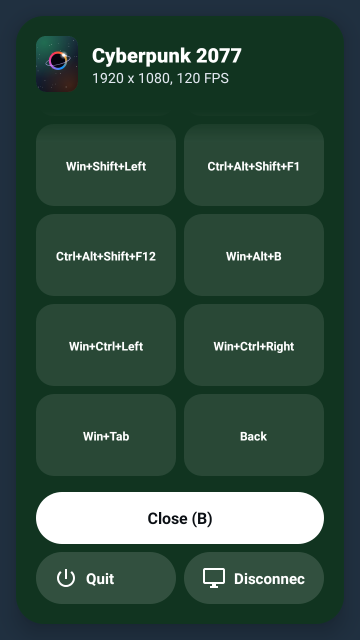 Cyberpunk 2077
1920 x 1080, 120 FPS
Win+Shift+Left
Ctrl+Alt+Shift+F1
Ctrl+Alt+Shift+F12
Win+Alt+B
Win+Ctrl+Left
Win+Ctrl+Right
Win+Tab
Back
Close (B)
Quit
Disconnec